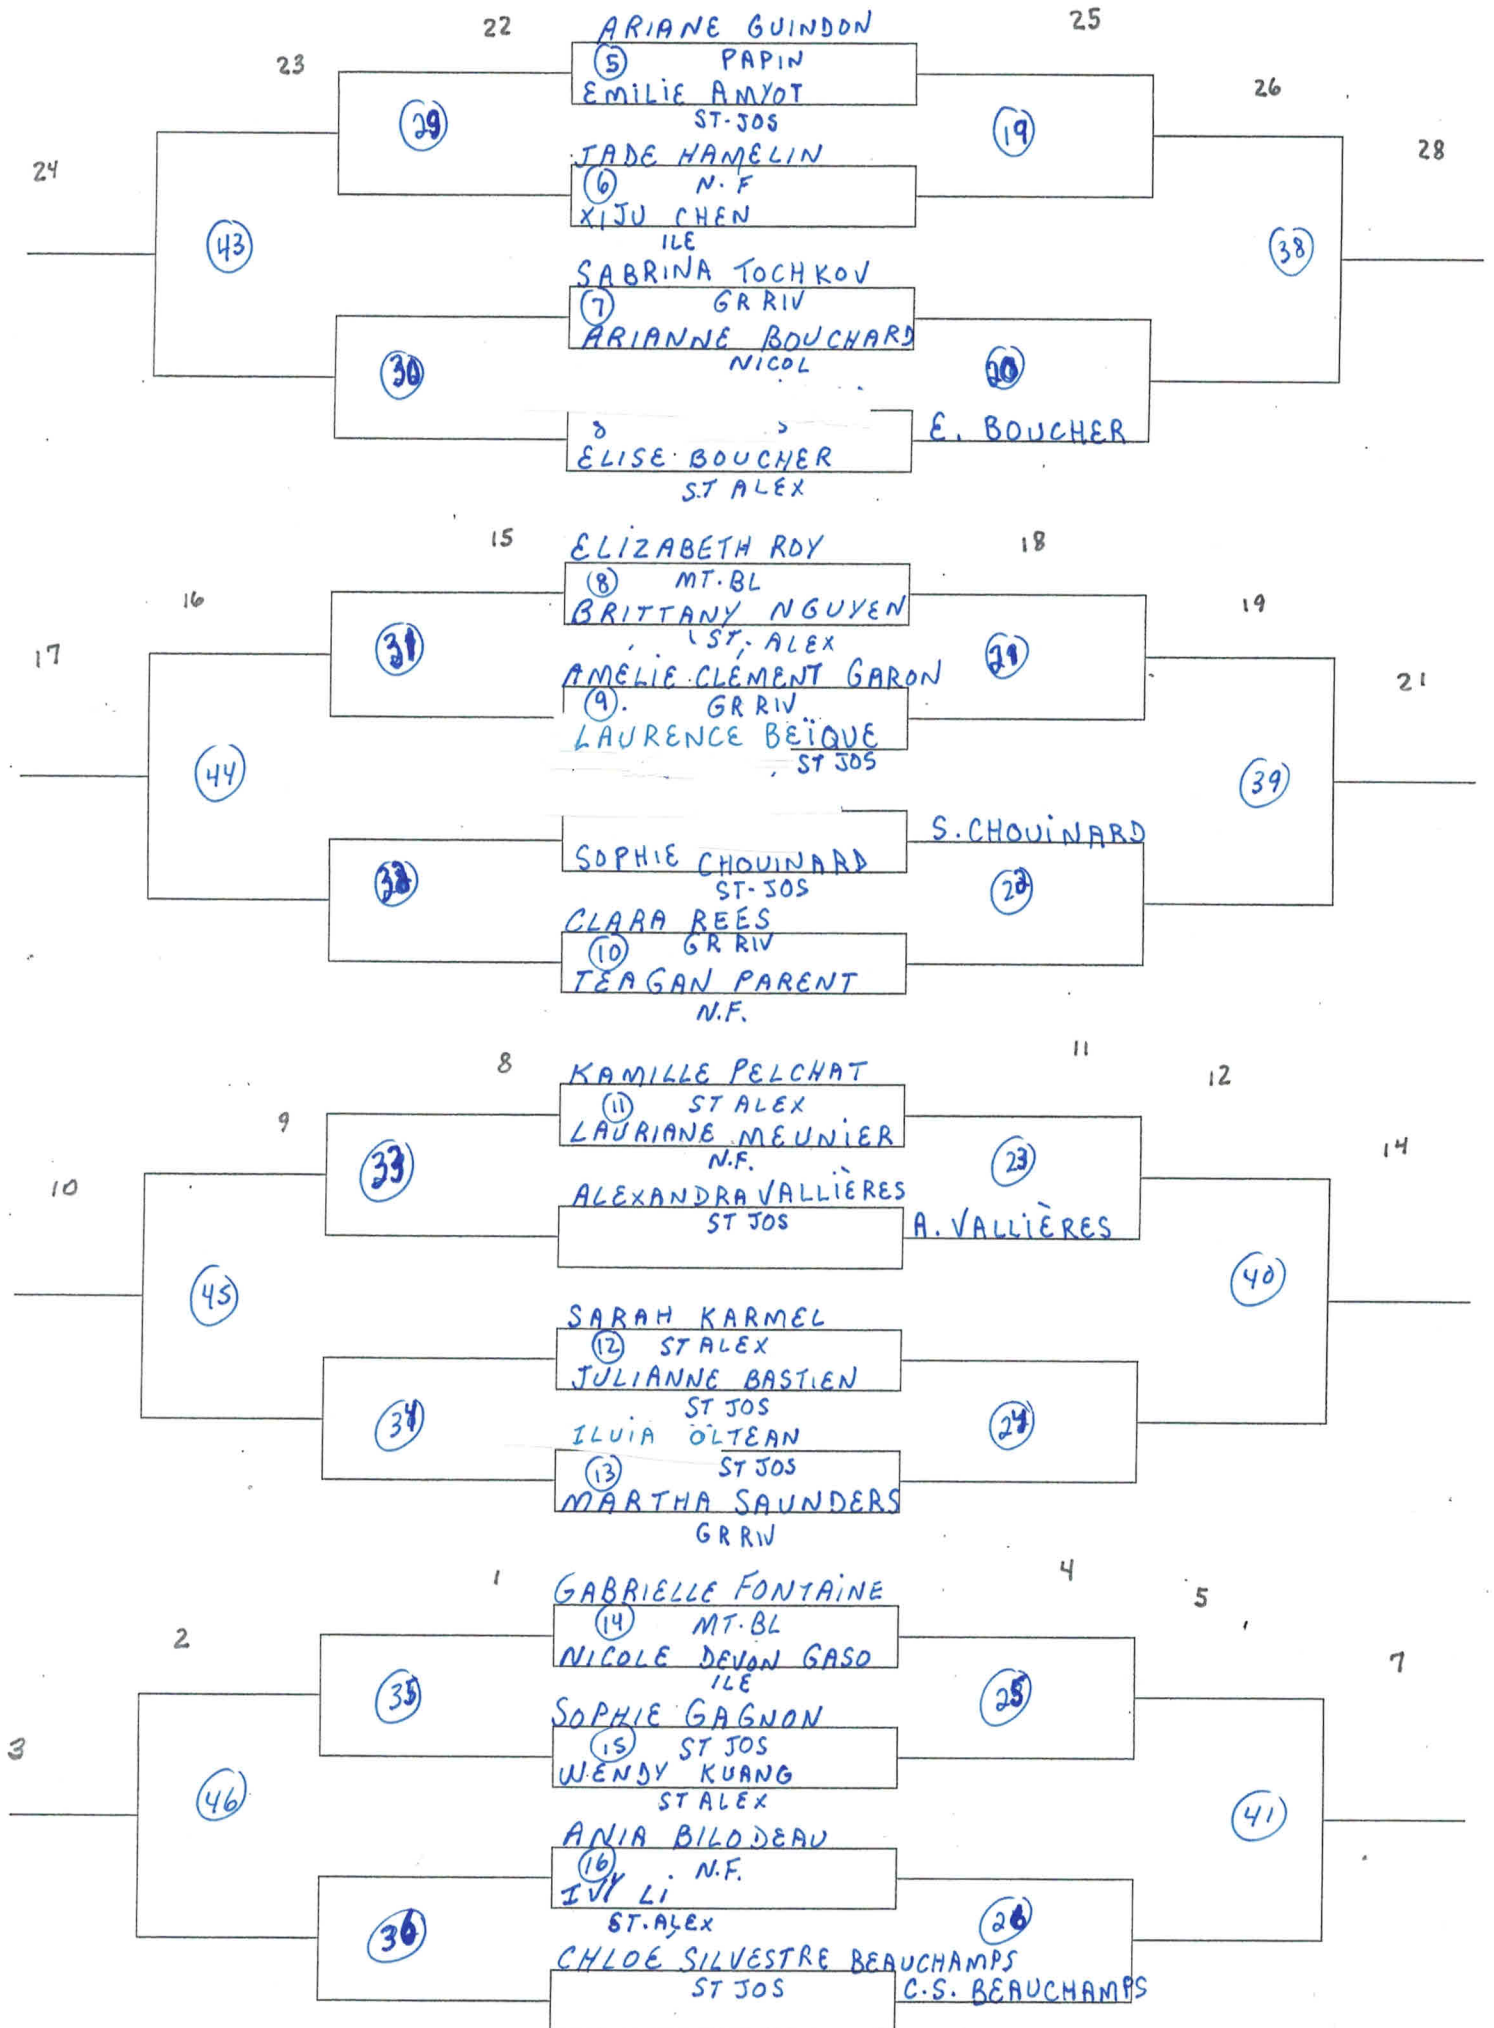 22
ARIANE GUINDON
25
23
5 PAPIN
26
EMILIE AMYOT
29
ST-JOS
19
24
JADE HAMELIN
28
6 N.F
XIJU CHEN
43
ILE
38
SABRINA TOCHKOV
7 GR RIV
ARIANNE BOUCHARD
30
NICOL
20
8
E. BOUCHER
ELISE BOUCHER
ST ALEX
15
ELIZABETH ROY
18
16
8 MT.BL
19
BRITTANY NGUYEN
17
31
ST. ALEX
21
AMELIE CLÉMENT GARON
21
9. GR RIV
LAURENCE BEÏQUE
44
ST JOS
39
S. CHOUINARD
SOPHIE CHOUINARD
32
ST-JOS
22
CLARA REES
10 GR RIV
TEAGAN PARENT
N.F.
8
KAMILLE PELCHAT
11
12
9
11 ST ALEX
LAURIANE MEUNIER
14
33
N.F.
23
10
ALEXANDRA VALLIÈRES
ST JOS
A. VALLIÈRES
45
40
SARAH KARMEL
12 ST ALEX
JULIANNE BASTIEN
34
ST JOS
24
ILUIA OLTEAN
13 ST JOS
MARTHA SAUNDERS
GR RIV
1
GABRIELLE FONTAINE
4
5
2
14 MT.BL
NICOLE DEVON GASO
7
35
ILE
25
SOPHIE GAGNON
3
15 ST JOS
WENDY KUANG
46
ST ALEX
41
ANIA BILODEAU
16 N.F.
IVY Li
36
ST.ALEX
26
CHLOÉ SILVESTRE BEAUCHAMPS
ST JOS
C.S. BEAUCHAMPS